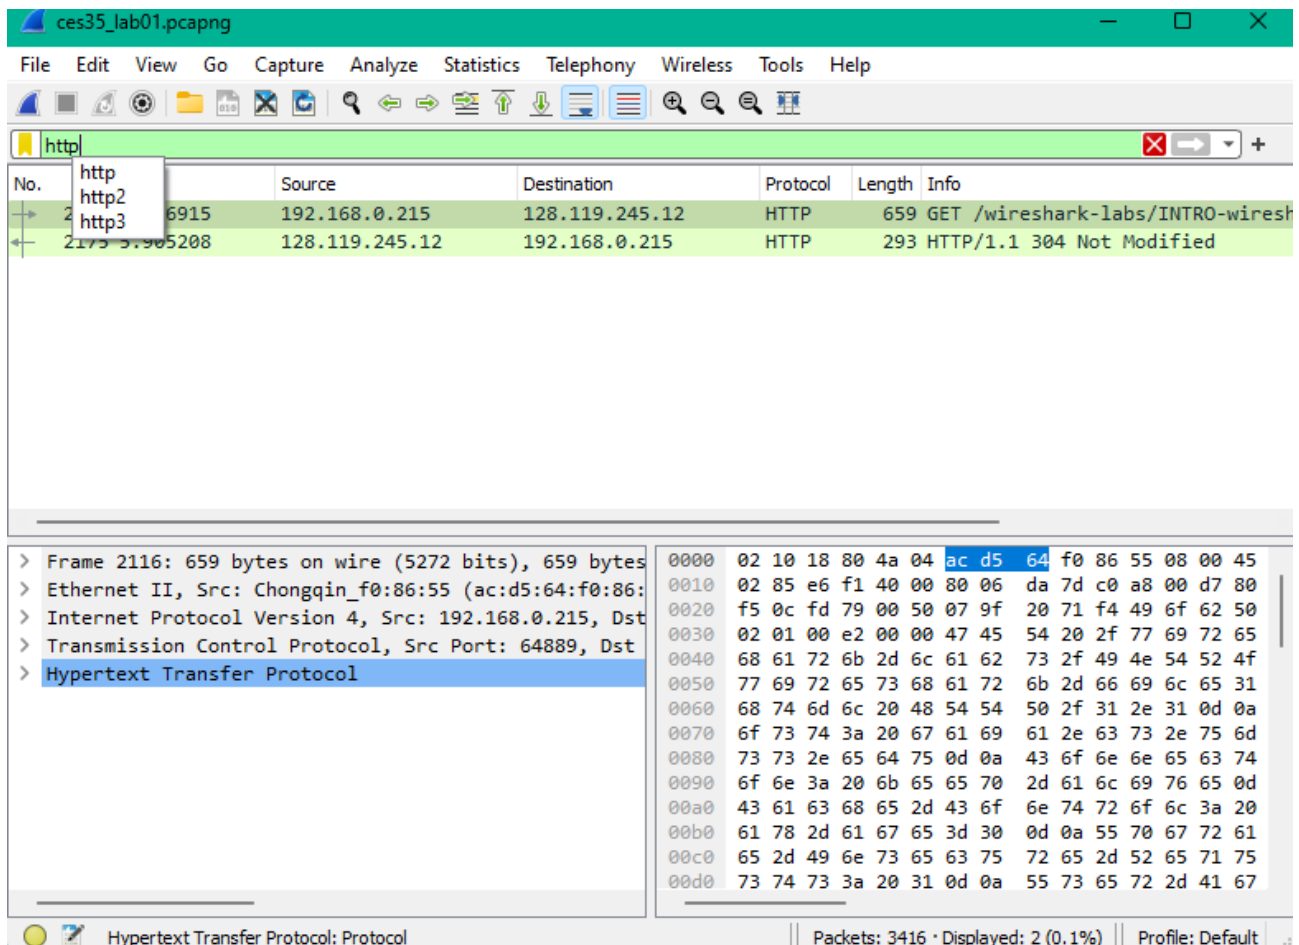 ces35_lab01.pcapng
File Edit View Go Capture Analyze Statistics Telephony Wireless Tools Help
http
http
http2
http3
No. Source Destination Protocol Length Info
2 6915 192.168.0.215 128.119.245.12 HTTP 659 GET /wireshark-labs/INTRO-wiresh
2175 5.905208 128.119.245.12 192.168.0.215 HTTP 293 HTTP/1.1 304 Not Modified
> Frame 2116: 659 bytes on wire (5272 bits), 659 bytes
> Ethernet II, Src: Chongqin_f0:86:55 (ac:d5:64:f0:86:
> Internet Protocol Version 4, Src: 192.168.0.215, Dst
> Transmission Control Protocol, Src Port: 64889, Dst
> Hypertext Transfer Protocol
0000 02 10 18 80 4a 04 ac d5 64 f0 86 55 08 00 45
0010 02 85 e6 f1 40 00 80 06 da 7d c0 a8 00 d7 80
0020 f5 0c fd 79 00 50 07 9f 20 71 f4 49 6f 62 50
0030 02 01 00 e2 00 00 47 45 54 20 2f 77 69 72 65
0040 68 61 72 6b 2d 6c 61 62 73 2f 49 4e 54 52 4f
0050 77 69 72 65 73 68 61 72 6b 2d 66 69 6c 65 31
0060 68 74 6d 6c 20 48 54 54 50 2f 31 2e 31 0d 0a
0070 6f 73 74 3a 20 67 61 69 61 2e 63 73 2e 75 6d
0080 73 73 2e 65 64 75 0d 0a 43 6f 6e 6e 65 63 74
0090 6f 6e 3a 20 6b 65 65 70 2d 61 6c 69 76 65 0d
00a0 43 61 63 68 65 2d 43 6f 6e 74 72 6f 6c 3a 20
00b0 61 78 2d 61 67 65 3d 30 0d 0a 55 70 67 72 61
00c0 65 2d 49 6e 73 65 63 75 72 65 2d 52 65 71 75
00d0 73 74 73 3a 20 31 0d 0a 55 73 65 72 2d 41 67
Hypertext Transfer Protocol: Protocol Packets: 3416 · Displayed: 2 (0.1%) Profile: Default